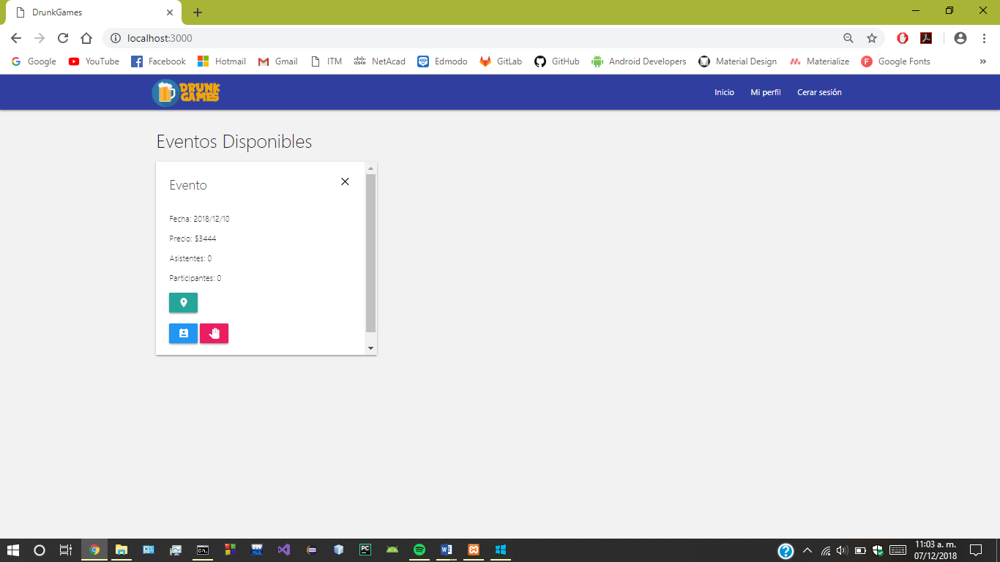 DrunkGames
localhost:3000
Google YouTube Facebook Hotmail Gmail ITM NetAcad Edmodo GitLab GitHub Android Developers Material Design Materialize Google Fonts
DRUNK
GAMES
Inicio Mi perfil Cerar sesión
Eventos Disponibles
Evento
Fecha: 2018/12/10
Precio: $3444
Asistentes: 0
Participantes: 0
11:03 a. m.
07/12/2018